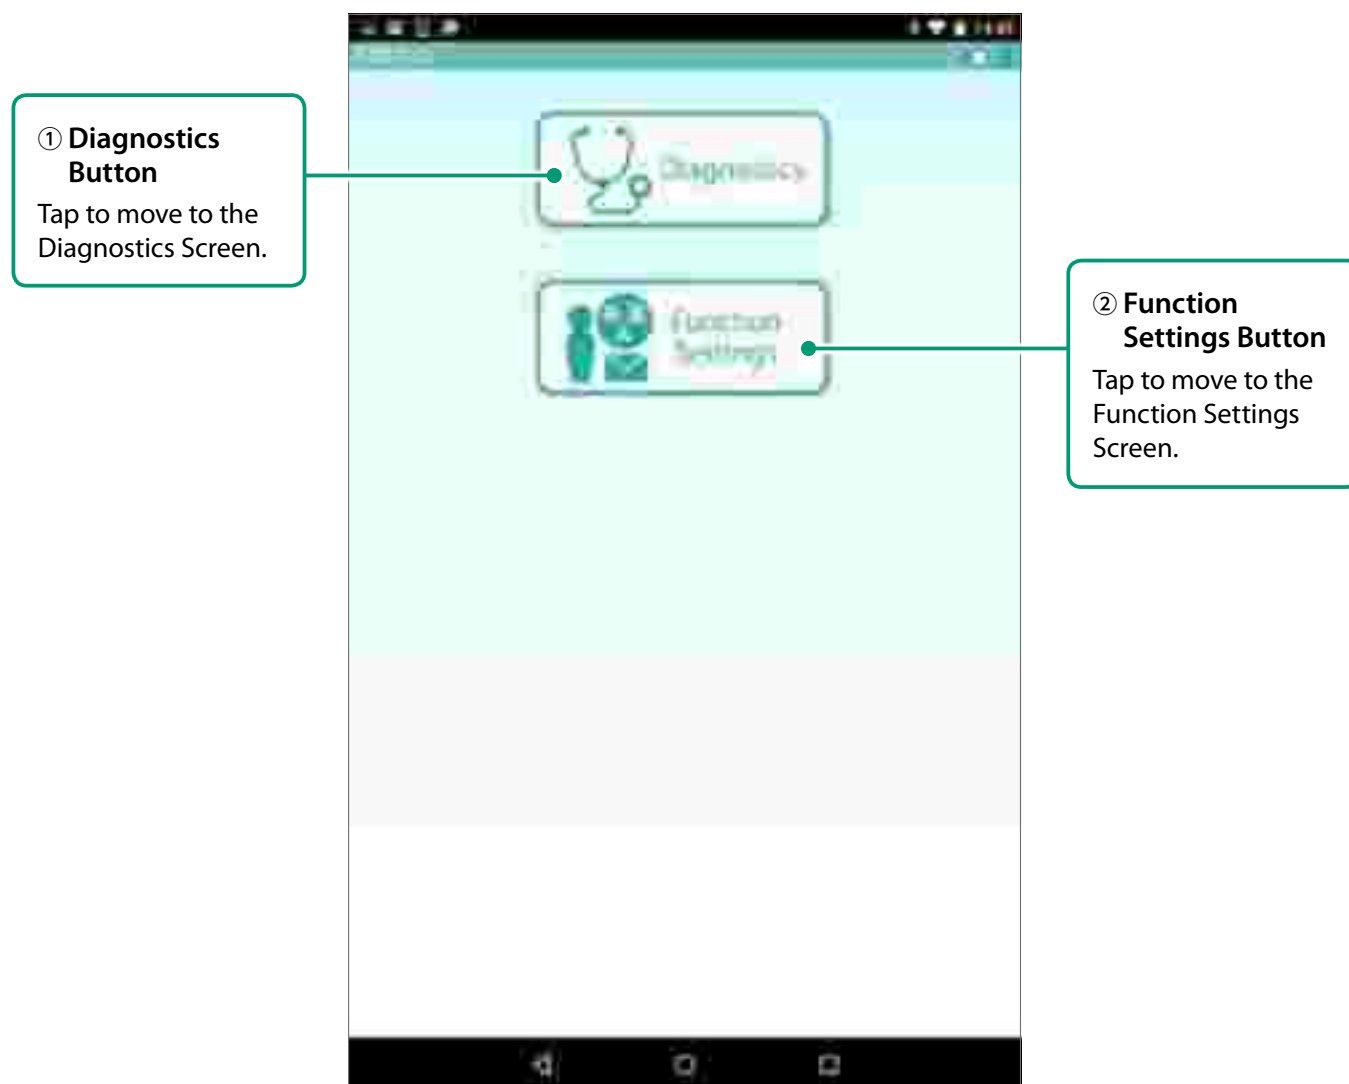 ① Diagnostics
Button
Tap to move to the
Diagnostics Screen.
Diagnostics
Function
Settings
② Function
Settings Button
Tap to move to the
Function Settings
Screen.